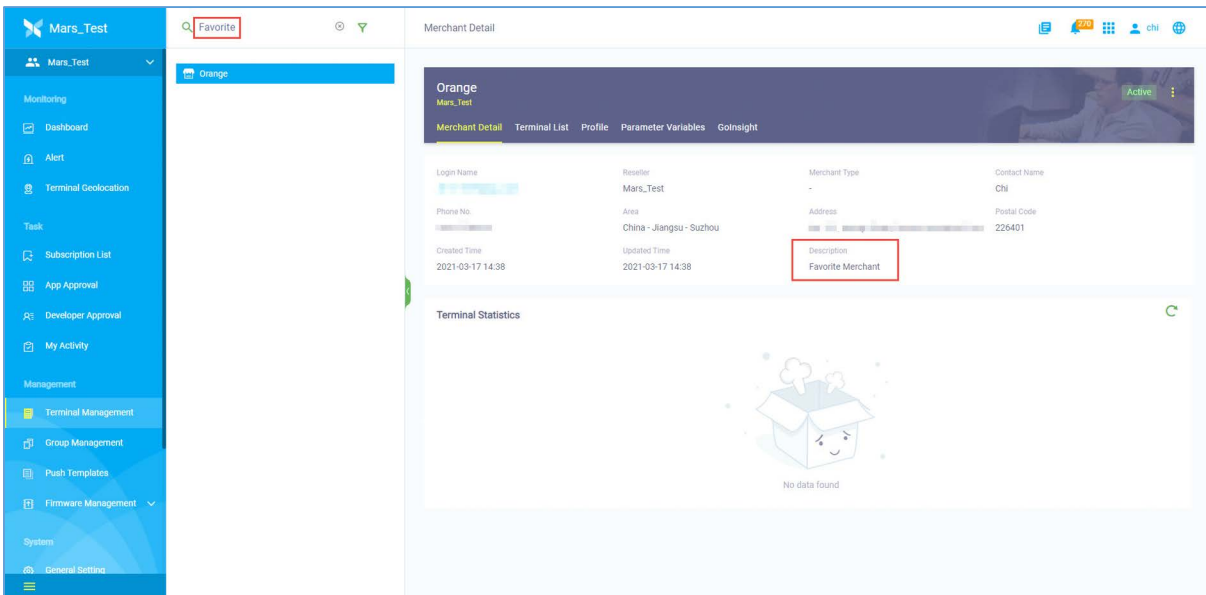 Mars_Test
Favorite
Merchant Detail
270
chi
Mars_Test
Orange
Monitoring
Dashboard
Alert
Terminal Geolocation
Task
Subscription List
App Approval
Developer Approval
My Activity
Management
Terminal Management
Group Management
Push Templates
Firmware Management
System
General Setting
Orange
Mars_Test
Active
Merchant Detail Terminal List Profile Parameter Variables GoInsight
Login Name Reseller Merchant Type Contact Name
Mars_Test - Chi
Phone No. Area Address Postal Code
China - Jiangsu - Suzhou 226401
Created Time Updated Time Description
2021-03-17 14:38 2021-03-17 14:38 Favorite Merchant
Terminal Statistics
No data found